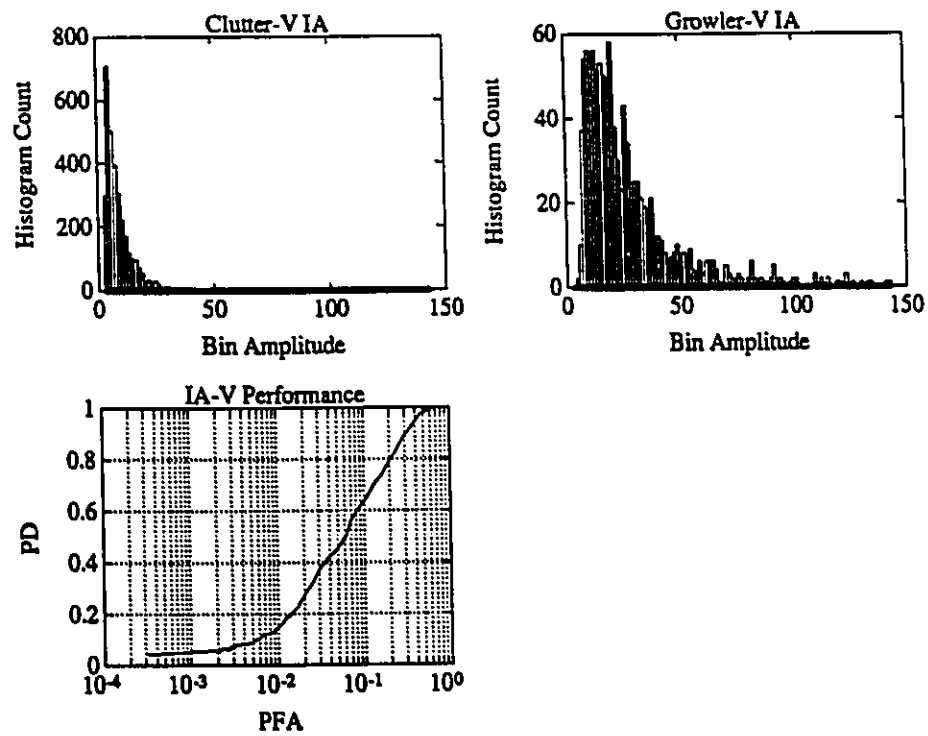 Clutter-V IA
800
600
400
200
0
Histogram Count
0 50 100 150
Bin Amplitude
Growler-V IA
60
40
20
0
Histogram Count
0 50 100 150
Bin Amplitude
IA-V Performance
1
0.8
0.6
0.4
0.2
0
PD
10-4 10-3 10-2 10-1 100
PFA